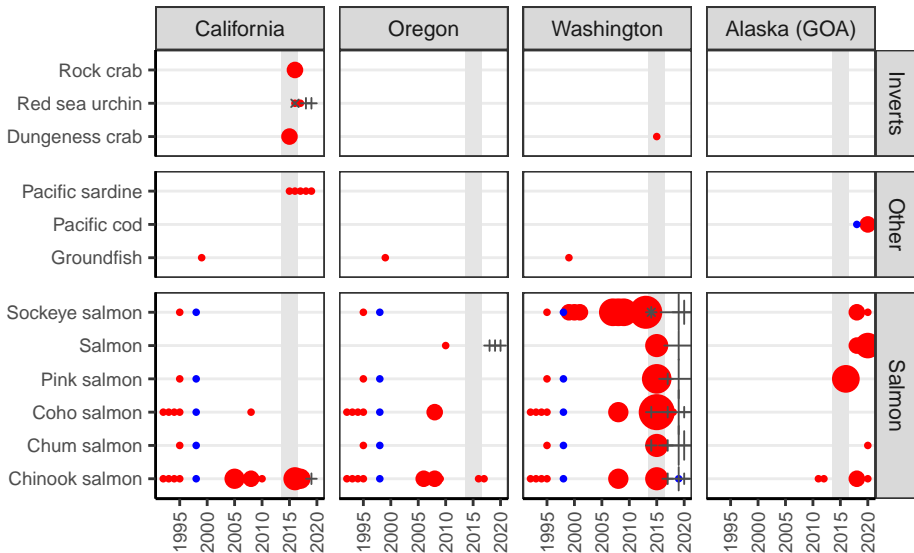 California Oregon Washington Alaska (GOA)
Rock crab
Red sea urchin
Dungeness crab
Inverts
Pacific sardine
Pacific cod
Groundfish
Other
Sockeye salmon
Salmon
Pink salmon
Coho salmon
Chum salmon
Chinook salmon
Salmon
1995 2000 2005 2010 2015 2020 1995 2000 2005 2010 2015 2020 1995 2000 2005 2010 2015 2020 1995 2000 2005 2010 2015 2020